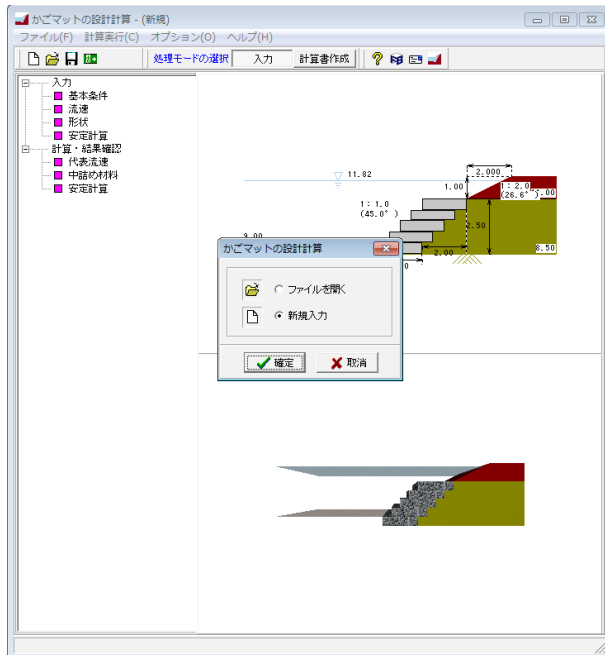 かごマットの設計計算 - (新規)
ファイル(F) 計算実行(C) オプション(O) ヘルプ(H)
処理モードの選択 入力 計算書作成
入力
基本条件
流速
形状
安定計算
計算・結果確認
代表流速
中詰め材料
安定計算
2.000
11.82
1.00
1: 2.0
(26.6°)
.00
1: 1.0
(45.0°)
2.50
9.00
2.00
8.50
0
かごマットの設計計算
ファイルを開く
新規入力
確定 取消